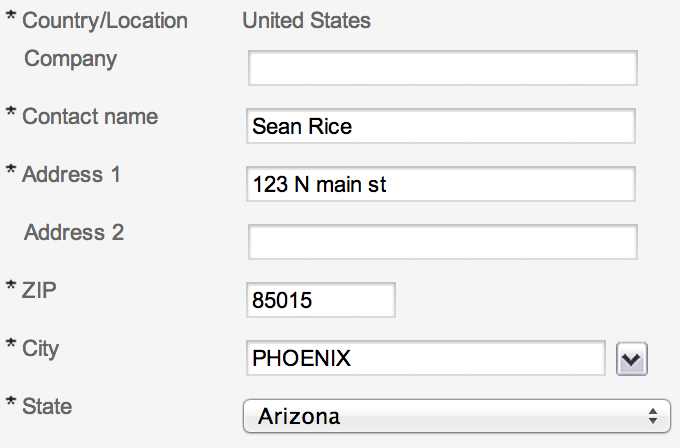 * Country/Location United States
Company
* Contact name Sean Rice
* Address 1 123 N main st
Address 2
* ZIP 85015
* City PHOENIX
* State Arizona